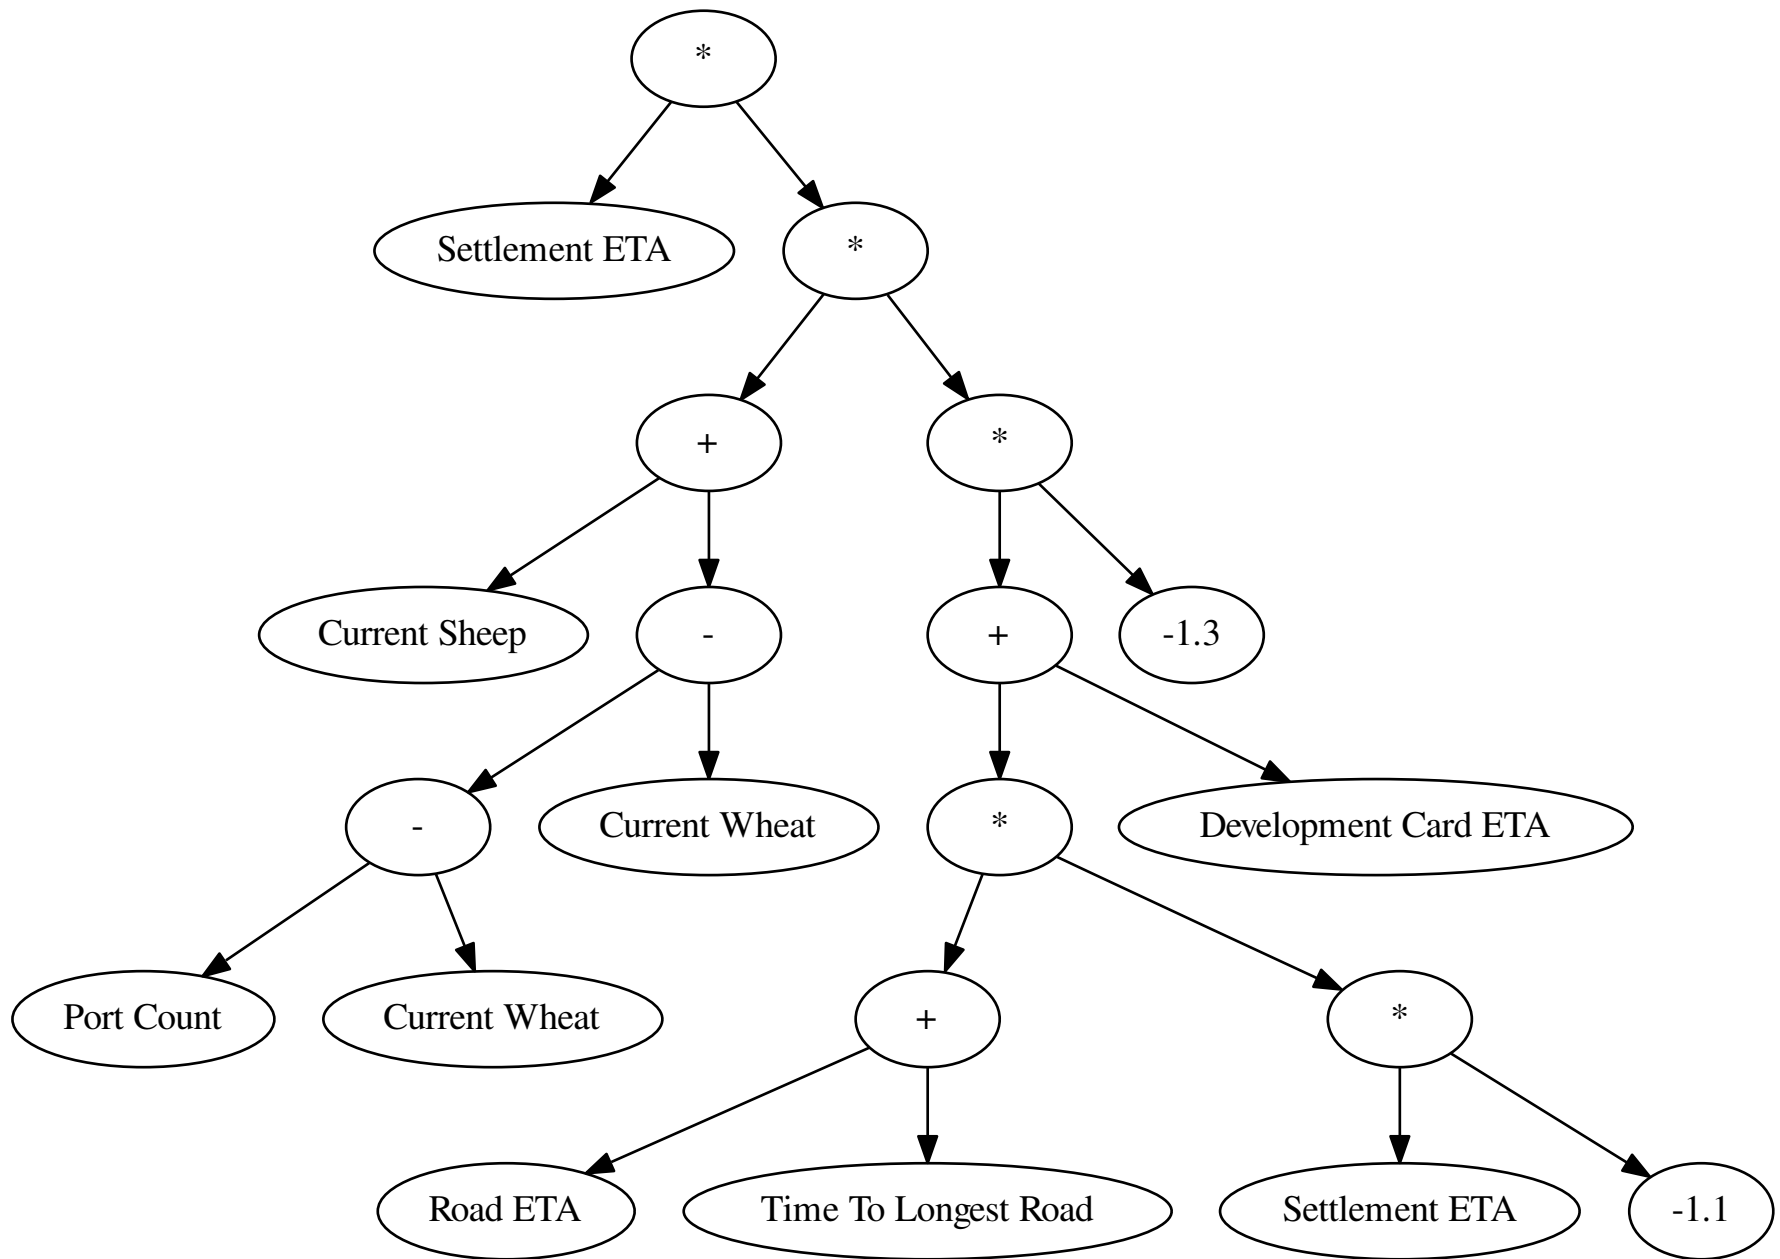 *
Settlement ETA
*
+
*
Current Sheep
-
+
-1.3
-
Current Wheat
*
Development Card ETA
Port Count
Current Wheat
+
*
Road ETA
Time To Longest Road
Settlement ETA
-1.1